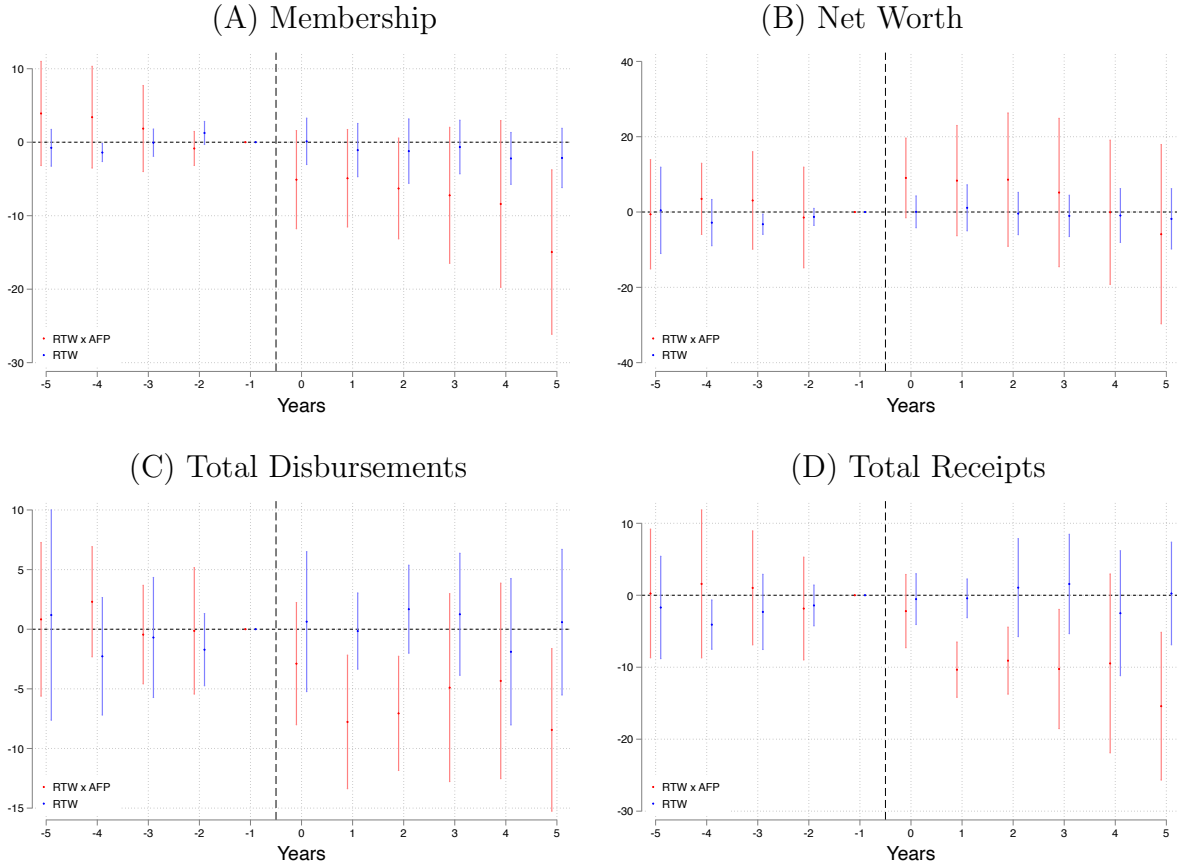 (A) Membership
10
0
-10
-20
-30
RTW x AFP
RTW
-5 -4 -3 -2 -1 0 1 2 3 4 5
Years
(B) Net Worth
40
20
0
-20
-40
RTW x AFP
RTW
-5 -4 -3 -2 -1 0 1 2 3 4 5
Years
(C) Total Disbursements
10
5
0
-5
-10
-15
RTW x AFP
RTW
-5 -4 -3 -2 -1 0 1 2 3 4 5
Years
(D) Total Receipts
10
0
-10
-20
-30
RTW x AFP
RTW
-5 -4 -3 -2 -1 0 1 2 3 4 5
Years